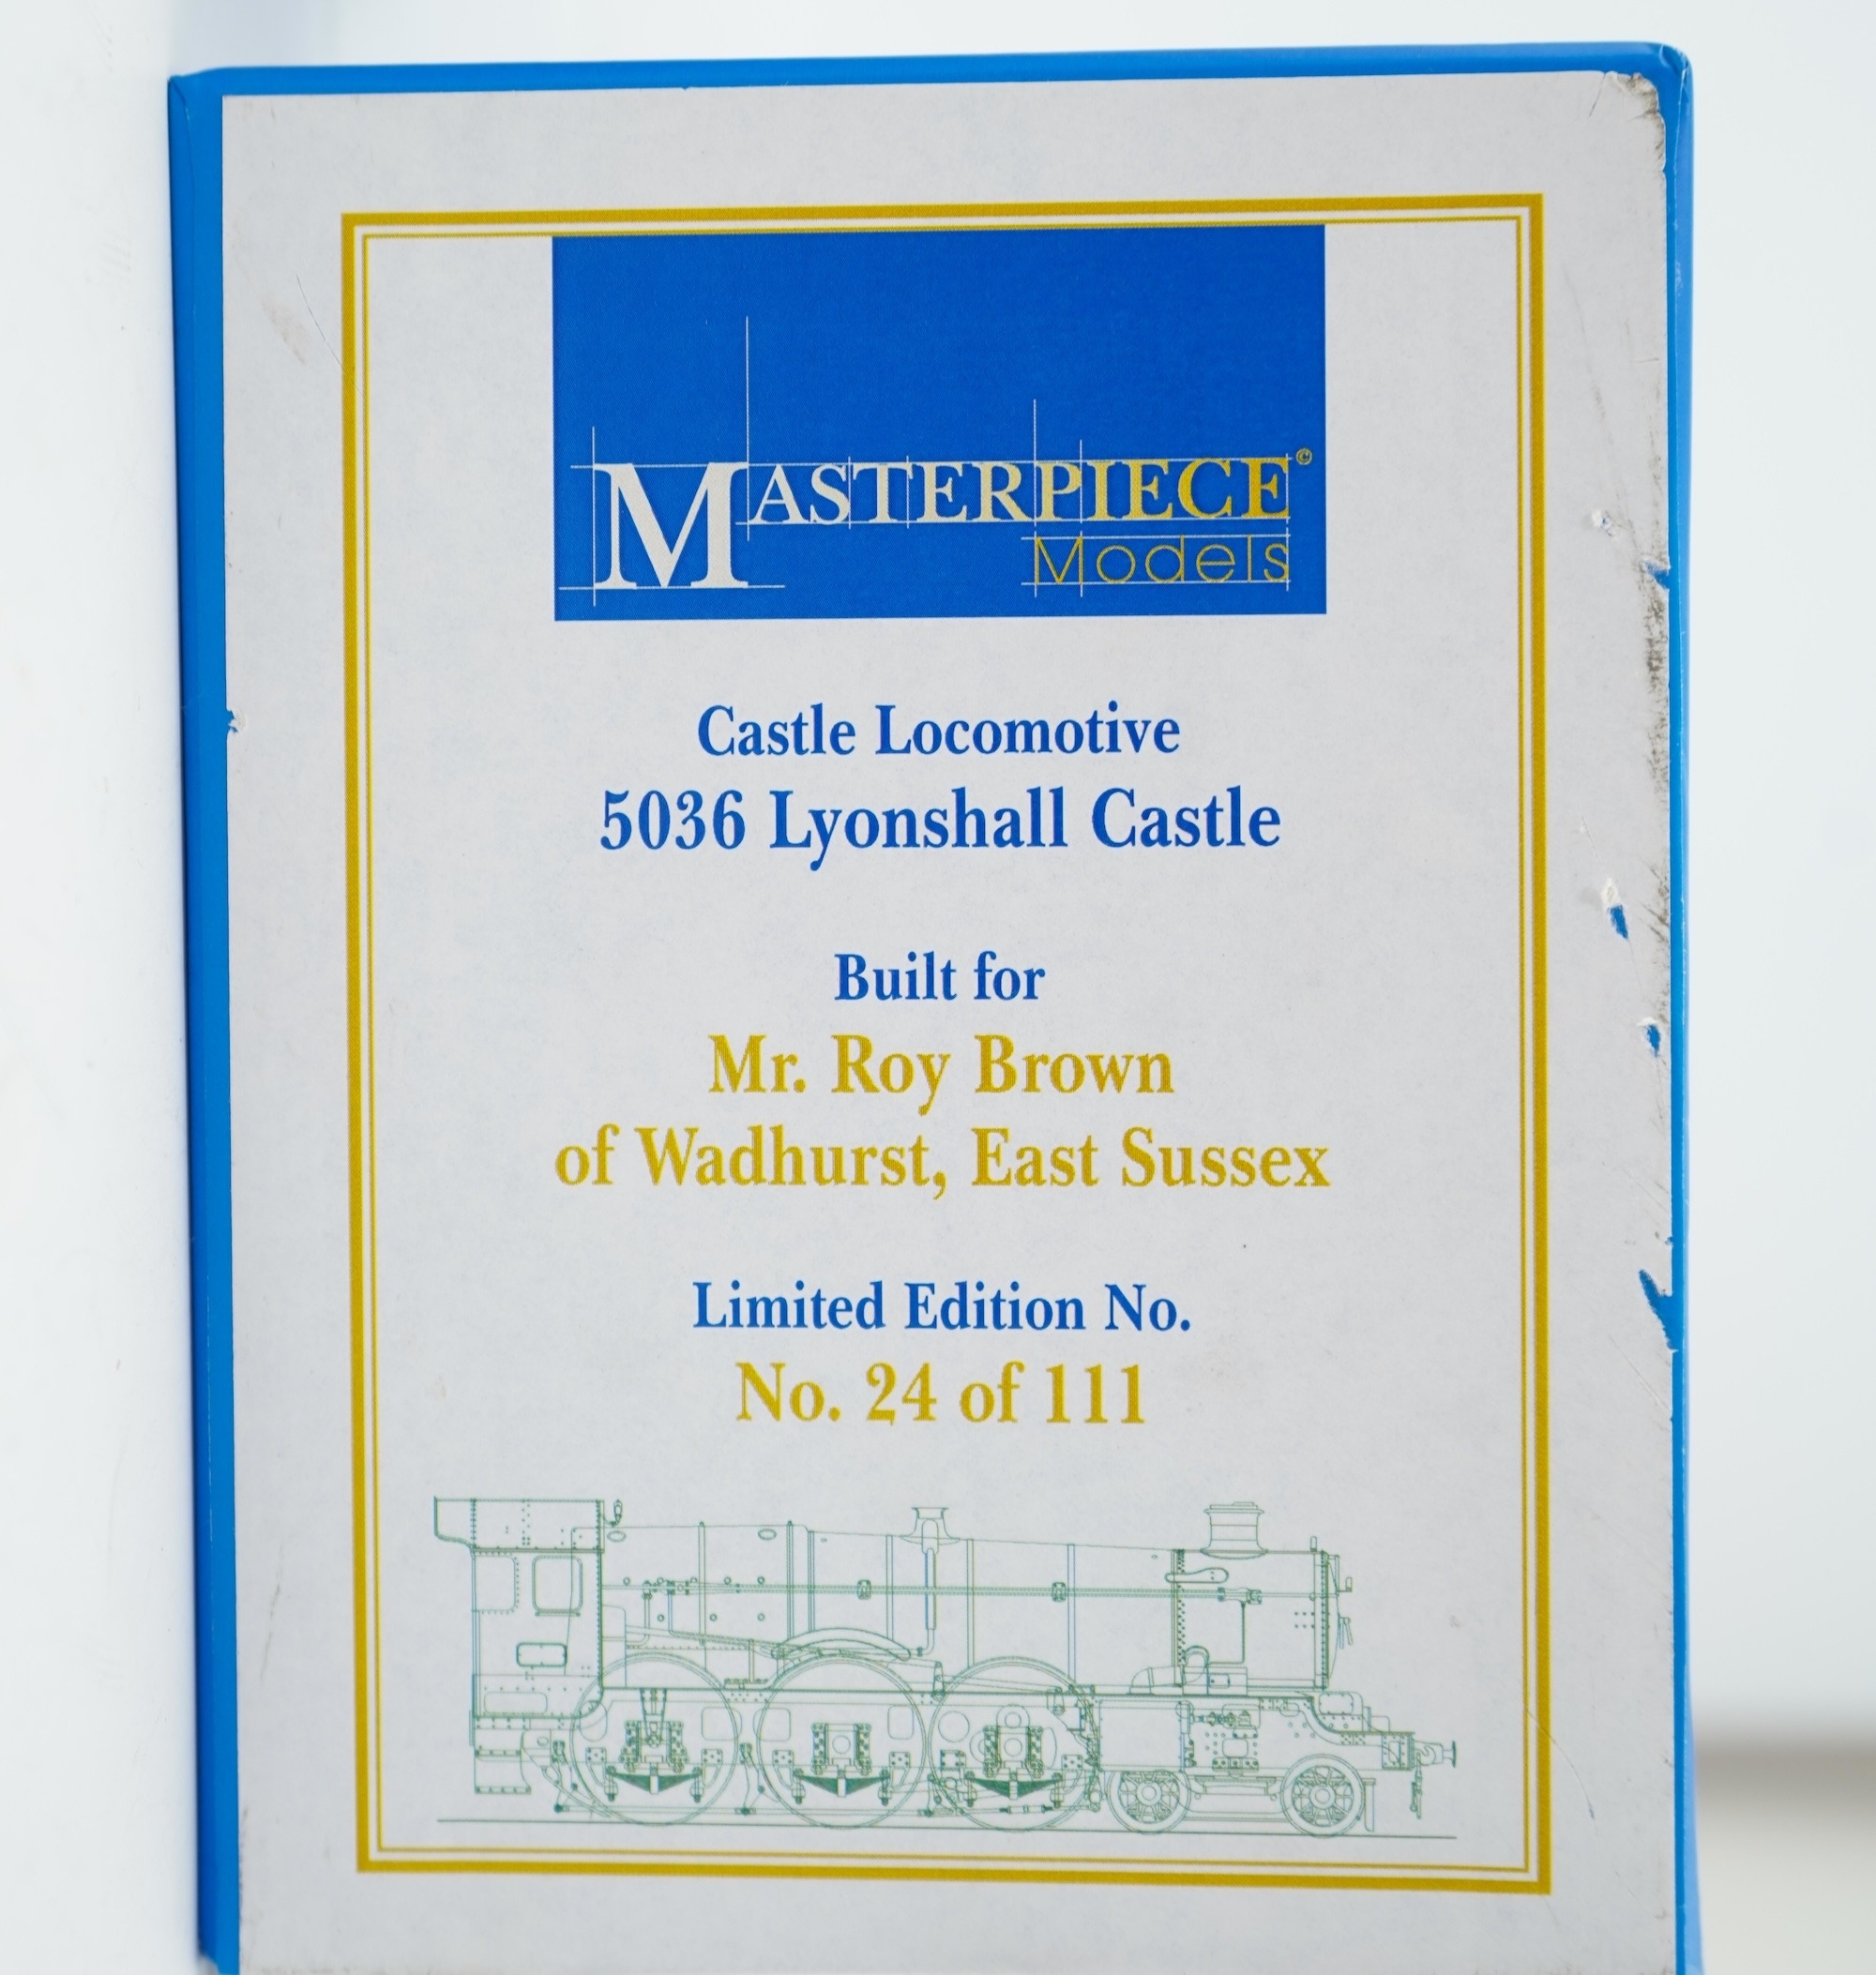 MASTERPIECE©
Models
Castle Locomotive
5036 Lyonshall Castle
Built for
Mr. Roy Brown
of Wadhurst, East Sussex
Limited Edition No.
No. 24 of 111